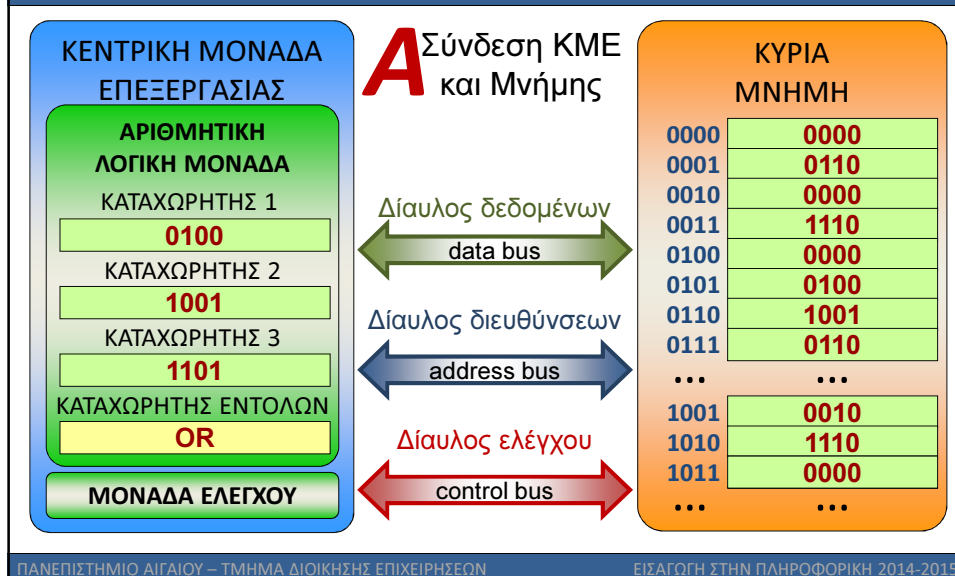 ΚΕΝΤΡΙΚΗ ΜΟΝΑΔΑ
ΕΠΕΞΕΡΓΑΣΙΑΣ
ΑΡΙΘΜΗΤΙΚΗ
ΛΟΓΙΚΗ ΜΟΝΑΔΑ
ΚΑΤΑΧΩΡΗΤΗΣ 1
0100
ΚΑΤΑΧΩΡΗΤΗΣ 2
1001
ΚΑΤΑΧΩΡΗΤΗΣ 3
1101
ΚΑΤΑΧΩΡΗΤΗΣ ΕΝΤΟΛΩΝ
OR
ΜΟΝΑΔΑ ΕΛΕΓΧΟΥ
Α Σύνδεση ΚΜΕ
και Μνήμης
Δίαυλος δεδομένων
data bus
Δίαυλος διευθύνσεων
address bus
Δίαυλος ελέγχου
control bus
ΚΥΡΙΑ
ΜΝΗΜΗ
0000 0000
0001 0110
0010 0000
0011 1110
0100 0000
0101 0100
0110 1001
0111 0110
... ...
1001 0010
1010 1110
1011 0000
... ...
ΠΑΝΕΠΙΣΤΗΜΙΟ ΑΙΓΑΙΟΥ – ΤΜΗΜΑ ΔΙΟΙΚΗΣΗΣ ΕΠΙΧΕΙΡΗΣΕΩΝ ΕΙΣΑΓΩΓΗ ΣΤΗΝ ΠΛΗΡΟΦΟΡΙΚΗ 2014-2015